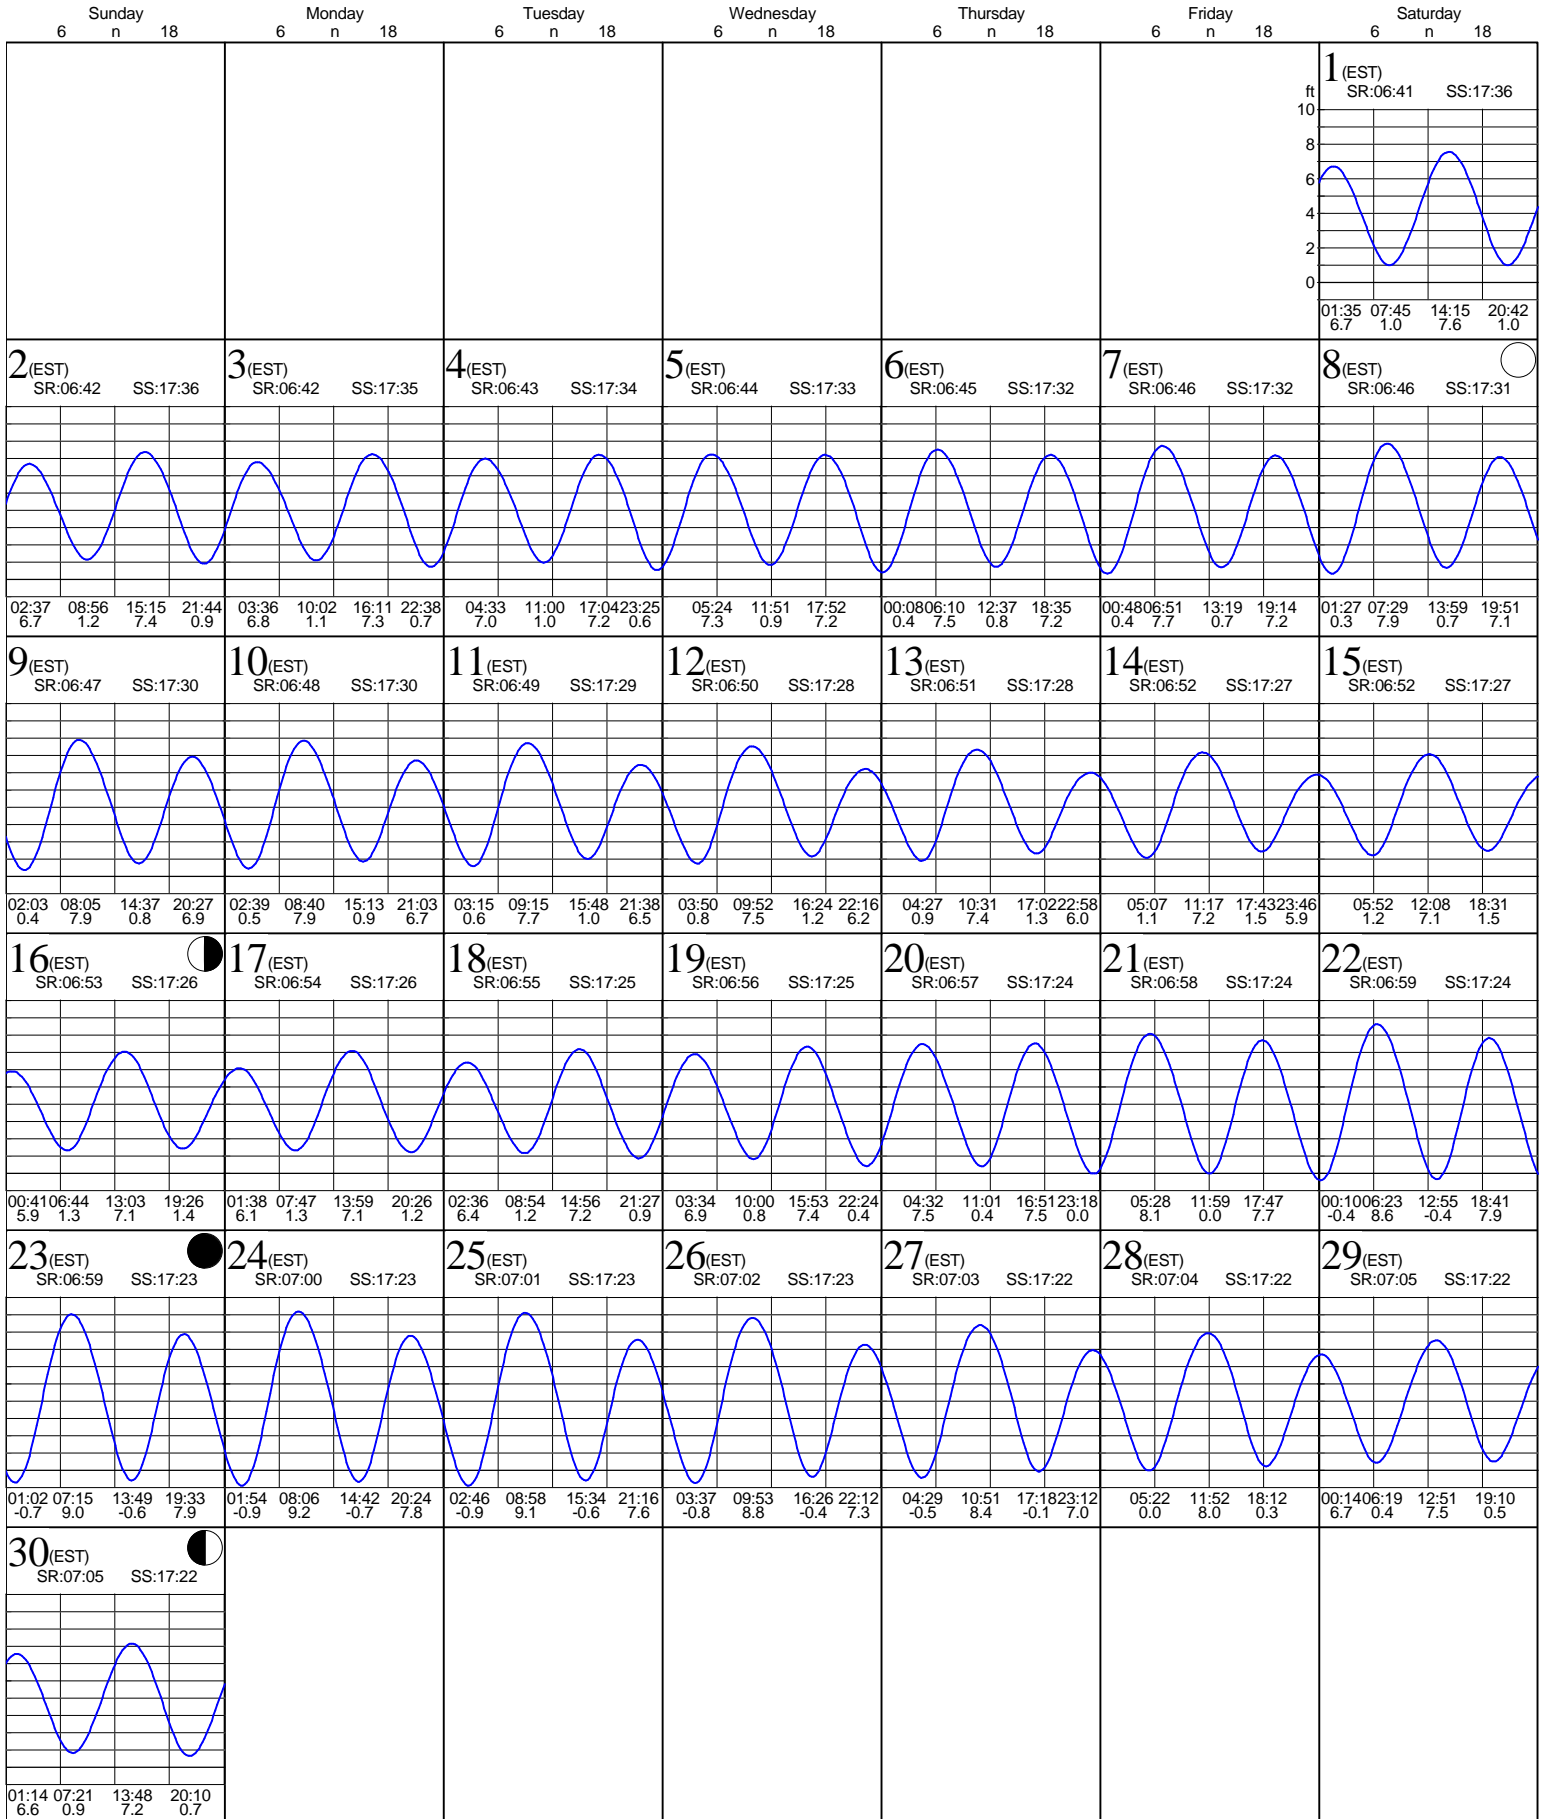 Sunday Monday Tuesday Wednesday Thursday Friday Saturday
6 n 18 6 n 18 6 n 18 6 n 18 6 n 18 6 n 18 6 n 18
1(EST)
ft SR:06:41 SS:17:36
10
8
6
4
2
0
01:35 07:45 14:15 20:42
6.7 1.0 7.6 1.0
2(EST) 3(EST) 4(EST) 5(EST) 6(EST) 7(EST) 8(EST)
SR:06:42 SS:17:36 SR:06:42 SS:17:35 SR:06:43 SS:17:34 SR:06:44 SS:17:33 SR:06:45 SS:17:32 SR:06:46 SS:17:32 SR:06:46 SS:17:31
02:37 08:56 15:15 21:44 03:36 10:02 16:11 22:38 04:33 11:00 17:04 23:25 05:24 11:51 17:52 00:08 06:10 12:37 18:35 00:48 06:51 13:19 19:14 01:27 07:29 13:59 19:51
6.7 1.2 7.4 0.9 6.8 1.1 7.3 0.7 7.0 1.0 7.2 0.6 7.3 0.9 7.2 0.4 7.5 0.8 7.2 0.4 7.7 0.7 7.2 0.3 7.9 0.7 7.1
9(EST) 10(EST) 11(EST) 12(EST) 13(EST) 14(EST) 15(EST)
SR:06:47 SS:17:30 SR:06:48 SS:17:30 SR:06:49 SS:17:29 SR:06:50 SS:17:28 SR:06:51 SS:17:28 SR:06:52 SS:17:27 SR:06:52 SS:17:27
02:03 08:05 14:37 20:27 02:39 08:40 15:13 21:03 03:15 09:15 15:48 21:38 03:50 09:52 16:24 22:16 04:27 10:31 17:02 22:58 05:07 11:17 17:43 23:46 05:52 12:08 18:31
0.4 7.9 0.8 6.9 0.5 7.9 0.9 6.7 0.6 7.7 1.0 6.5 0.8 7.5 1.2 6.2 0.9 7.4 1.3 6.0 1.1 7.2 1.5 5.9 1.2 7.1 1.5
16(EST) 17(EST) 18(EST) 19(EST) 20(EST) 21(EST) 22(EST)
SR:06:53 SS:17:26 SR:06:54 SS:17:26 SR:06:55 SS:17:25 SR:06:56 SS:17:25 SR:06:57 SS:17:24 SR:06:58 SS:17:24 SR:06:59 SS:17:24
00:41 06:44 13:03 19:26 01:38 07:47 13:59 20:26 02:36 08:54 14:56 21:27 03:34 10:00 15:53 22:24 04:32 11:01 16:51 23:18 05:28 11:59 17:47 00:10 06:23 12:55 18:41
5.9 1.3 7.1 1.4 6.1 1.3 7.1 1.2 6.4 1.2 7.2 0.9 6.9 0.8 7.4 0.4 7.5 0.4 7.5 0.0 8.1 0.0 7.7 -0.4 8.6 -0.4 7.9
23(EST) 24(EST) 25(EST) 26(EST) 27(EST) 28(EST) 29(EST)
SR:06:59 SS:17:23 SR:07:00 SS:17:23 SR:07:01 SS:17:23 SR:07:02 SS:17:23 SR:07:03 SS:17:22 SR:07:04 SS:17:22 SR:07:05 SS:17:22
01:02 07:15 13:49 19:33 01:54 08:06 14:42 20:24 02:46 08:58 15:34 21:16 03:37 09:53 16:26 22:12 04:29 10:51 17:18 23:12 05:22 11:52 18:12 00:14 06:19 12:51 19:10
-0.7 9.0 -0.6 7.9 -0.9 9.2 -0.7 7.8 -0.9 9.1 -0.6 7.6 -0.8 8.8 -0.4 7.3 -0.5 8.4 -0.1 7.0 0.0 8.0 0.3 6.7 0.4 7.5 0.5
30(EST)
SR:07:05 SS:17:22
01:14 07:21 13:48 20:10
6.6 0.9 7.2 0.7